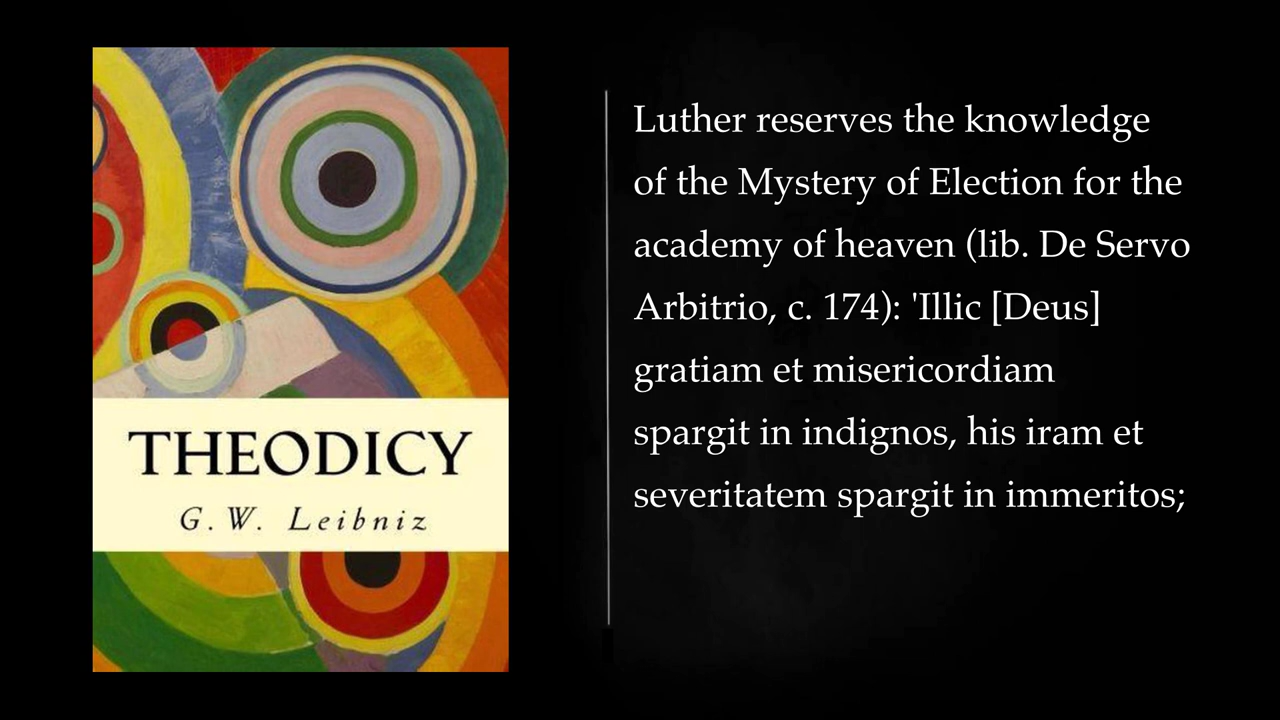 THEODICY
G. W. Leibniz
Luther reserves the knowledge
of the Mystery of Election for the
academy of heaven (lib. De Servo
Arbitrio, c. 174): 'Illic [Deus]
gratiam et misericordiam
spargit in indignos, his iram et
severitatem spargit in immeritos;